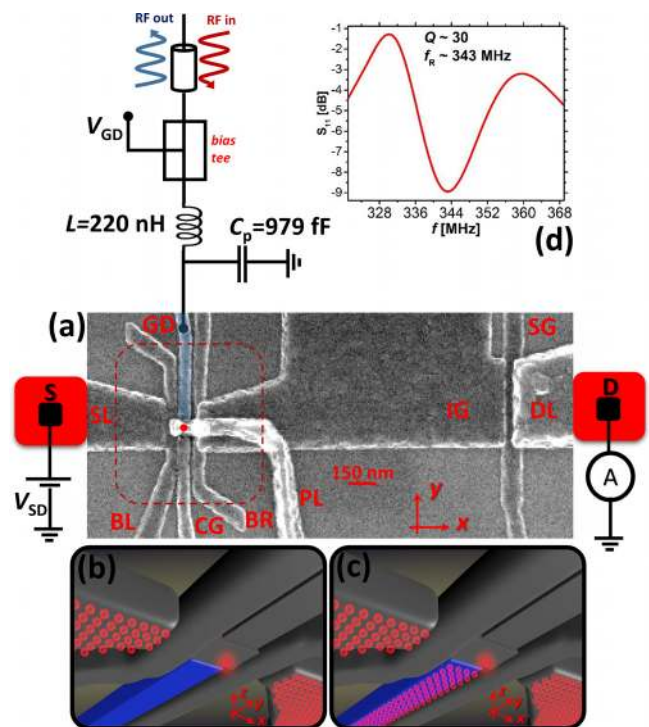 RF out
RF in
V_GD
bias
tee
L=220 nH
C_p=979 fF
S₁₁ [dB]
-1
-2
-3
-4
-5
-6
-7
-8
-9
Q ~ 30
f_R ~ 343 MHz
328 336 344 352 360 368
f [MHz]
(d)
(a)
GD
SG
S
SL
IG
DL
D
150 nm
V_SD
A
BL
CG
BR
PL
y
x
(b)
z
y
x
(c)
z
y
x